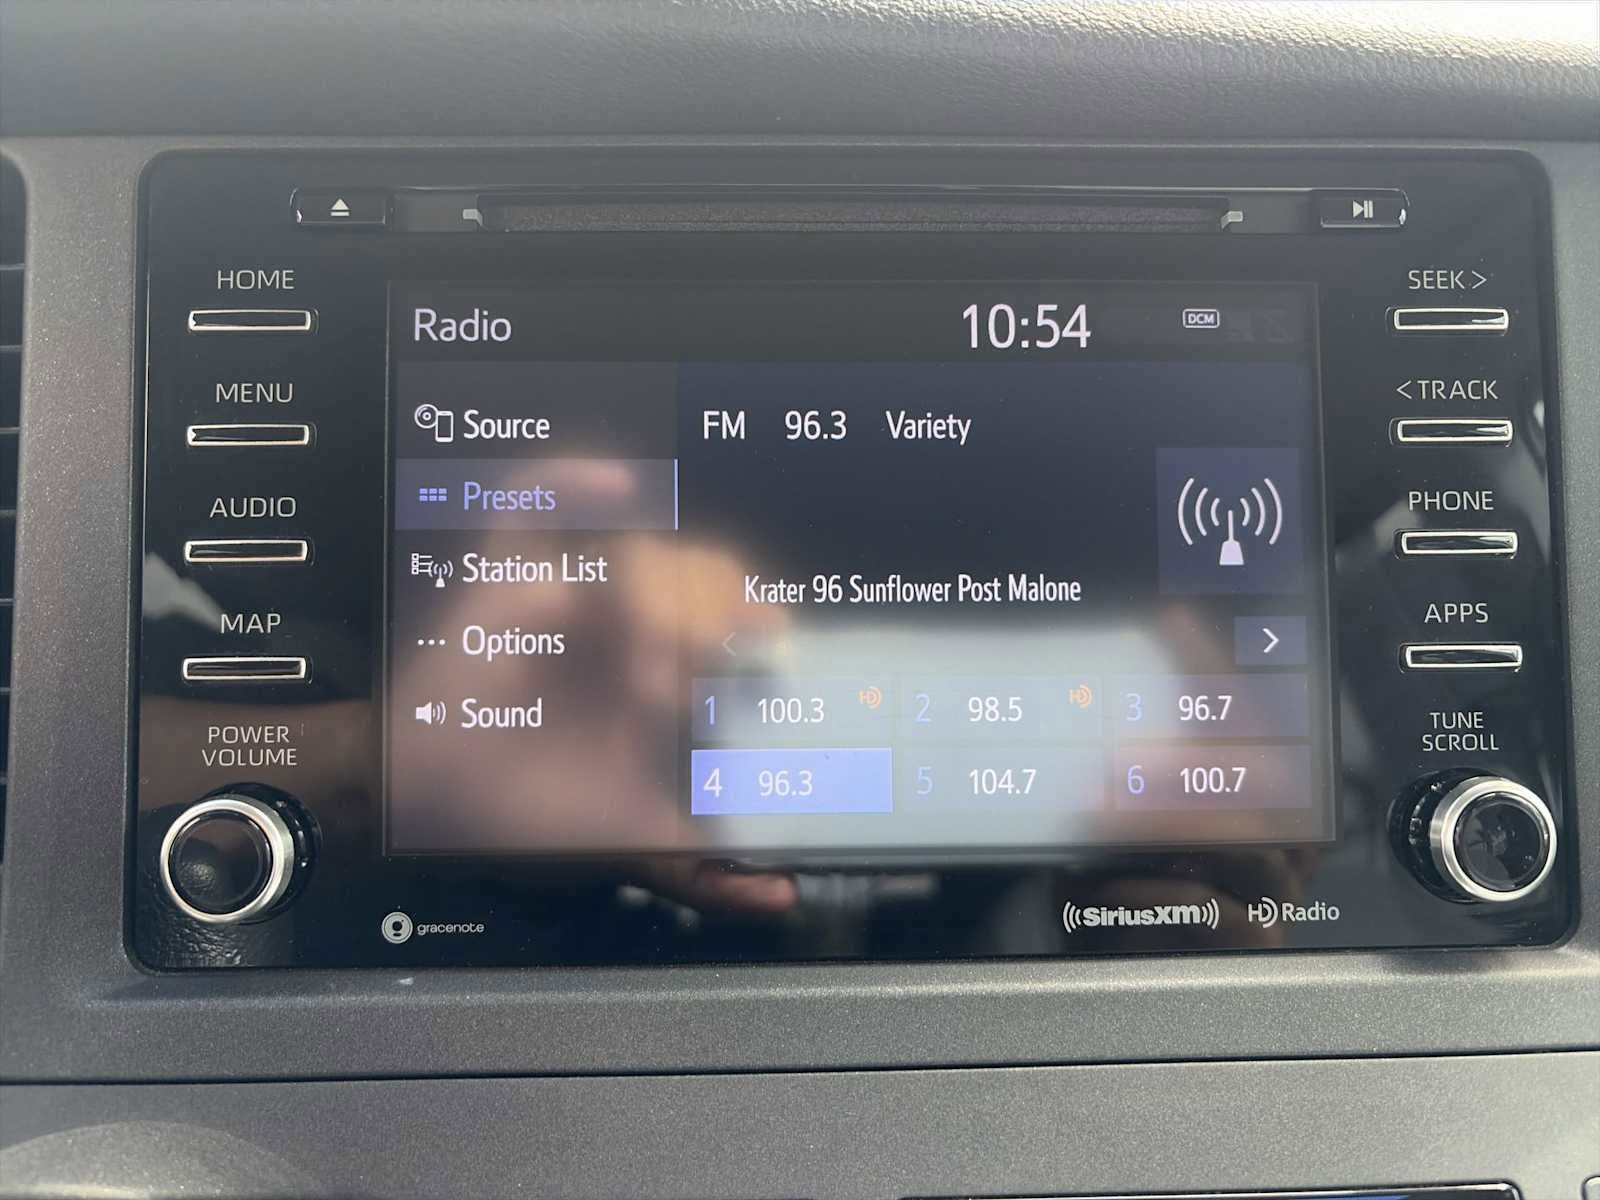 HOME
MENU
AUDIO
MAP
POWER
VOLUME
Radio 10:54 DCM
Source
Presets
Station List
Options
Sound
FM 96.3 Variety
Krater 96 Sunflower Post Malone
< >
1 100.3 HD 2 98.5 HD 3 96.7
4 96.3 5 104.7 6 100.7
SEEK >
< TRACK
PHONE
APPS
TUNE
SCROLL
gracenote
SiriusXM HD Radio